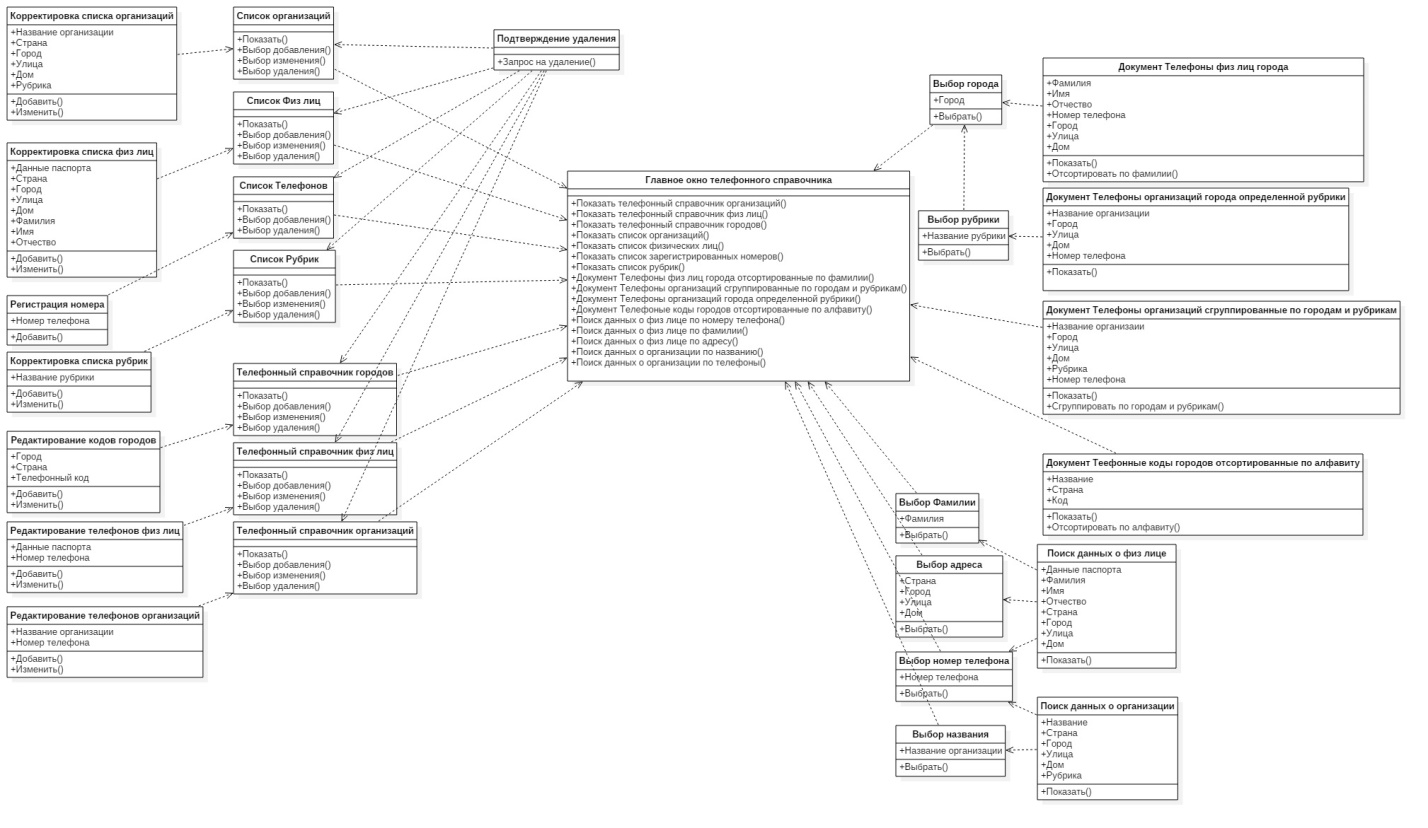 Корректировка списка организаций
+Название организации
+Страна
+Город
+Улица
+Дом
+Рубрика
+Добавить()
+Изменить()
Корректировка списка физ лиц
+Данные паспорта
+Страна
+Город
+Улица
+Дом
+Фамилия
+Имя
+Отчество
+Добавить()
+Изменить()
Регистрация номера
+Номер телефона
+Добавить()
Корректировка списка рубрик
+Название рубрики
+Добавить()
+Изменить()
Редактирование кодов городов
+Город
+Страна
+Телефонный код
+Добавить()
+Изменить()
Редактирование телефонов физ лиц
+Данные паспорта
+Номер телефона
+Добавить()
+Изменить()
Редактирование телефонов организаций
+Название организации
+Номер телефона
+Добавить()
+Изменить()
Список организаций
+Показать()
+Выбор добавления()
+Выбор изменения()
+Выбор удаления()
Список Физ лиц
+Показать()
+Выбор добавления()
+Выбор изменения()
+Выбор удаления()
Список Телефонов
+Показать()
+Выбор добавления()
+Выбор удаления()
Список Рубрик
+Показать()
+Выбор добавления()
+Выбор изменения()
+Выбор удаления()
Телефонный справочник городов
+Показать()
+Выбор добавления()
+Выбор изменения()
+Выбор удаления()
Телефонный справочник физ лиц
+Показать()
+Выбор добавления()
+Выбор изменения()
+Выбор удаления()
Телефонный справочник организаций
+Показать()
+Выбор добавления()
+Выбор изменения()
+Выбор удаления()
Подтверждение удаления
+Запрос на удаление()
Главное окно телефонного справочника
+Показать телефонный справочник организаций()
+Показать телефонный справочник физ лиц()
+Показать телефонный справочник городов()
+Показать список организаций()
+Показать список физических лиц()
+Показать список зарегистрированных номеров()
+Показать список рубрик()
+Документ Телефоны физ лиц города отсортированные по фамилии()
+Документ Телефоны организаций сгруппированные по городам и рубрикам()
+Документ Телефоны организаций города определенной рубрики()
+Документ Телефоные коды городов отсортированные по алфавиту()
+Поиск данных о физ лице по номеру телефона()
+Поиск данных о физ лице по фамилии()
+Поиск данных о физ лице по адресу()
+Поиск данных о организации по названию()
+Поиск данных о организации по телефоны()
Выбор города
+Город
+Выбрать()
Выбор рубрики
+Название рубрики
+Выбрать()
Выбор Фамилии
+Фамилия
+Выбрать()
Выбор адреса
+Страна
+Город
+Улица
+Дом
+Выбрать()
Выбор номер телефона
+Номер телефона
+Выбрать()
Выбор названия
+Название организации
+Выбрать()
Документ Телефоны физ лиц города
+Фамилия
+Имя
+Отчество
+Номер телефона
+Город
+Улица
+Дом
+Показать()
+Отсортировать по фамилии()
Документ Телефоны организаций города определенной рубрики
+Название организации
+Город
+Улица
+Дом
+Номер телефона
+Показать()
Документ Телефоны организаций сгруппированные по городам и рубрикам
+Название организаии
+Город
+Улица
+Дом
+Рубрика
+Номер телефона
+Показать()
+Сгруппировать по городам и рубрикам()
Документ Теефонные коды городов отсортированные по алфавиту
+Название
+Страна
+Код
+Показать()
+Отсортировать по алфавиту()
Поиск данных о физ лице
+Данные паспорта
+Фамилия
+Имя
+Отчество
+Страна
+Город
+Улица
+Дом
+Показать()
Поиск данных о организации
+Название
+Страна
+Город
+Улица
+Дом
+Рубрика
+Показать()